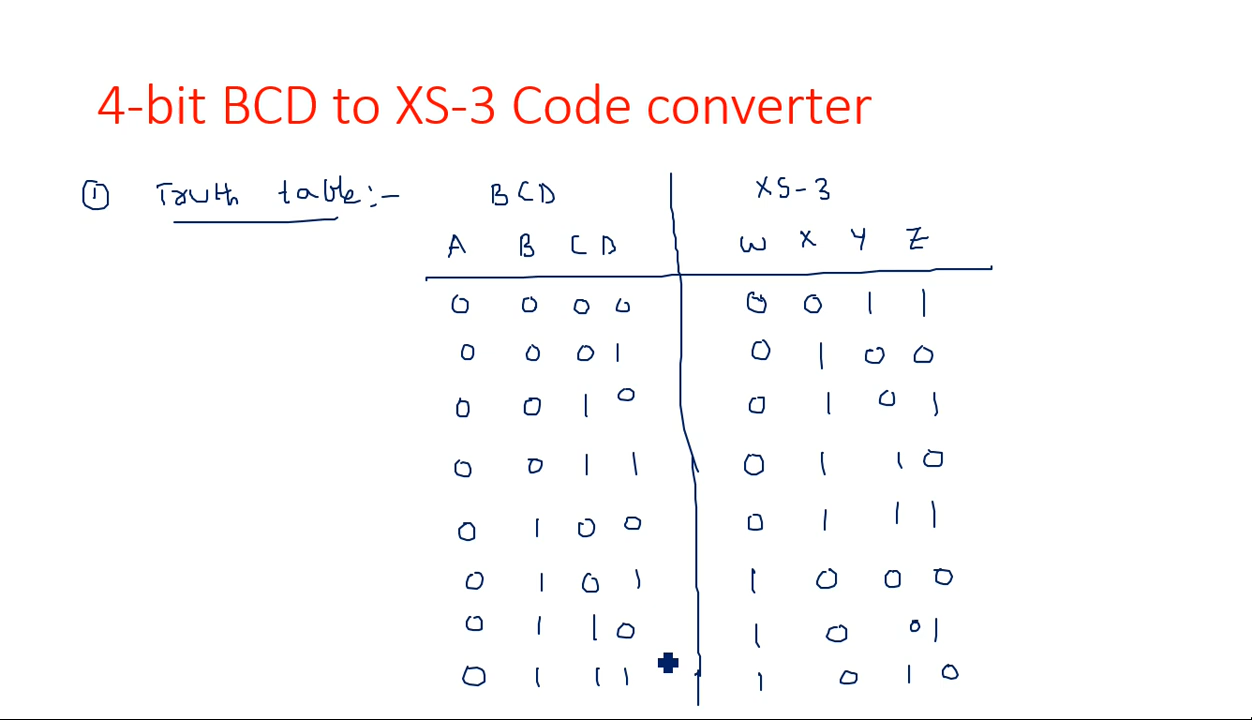 4-bit BCD to XS-3 Code converter
① Truth table:- BCD XS-3
A B C D W X Y Z
0 0 0 0 0 0 1 1
0 0 0 1 0 1 0 0
0 0 1 0 0 1 0 1
0 0 1 1 0 1 1 0
0 1 0 0 0 1 1 1
0 1 0 1 1 0 0 0
0 1 1 0 1 0 0 1
0 1 1 1 1 0 1 0